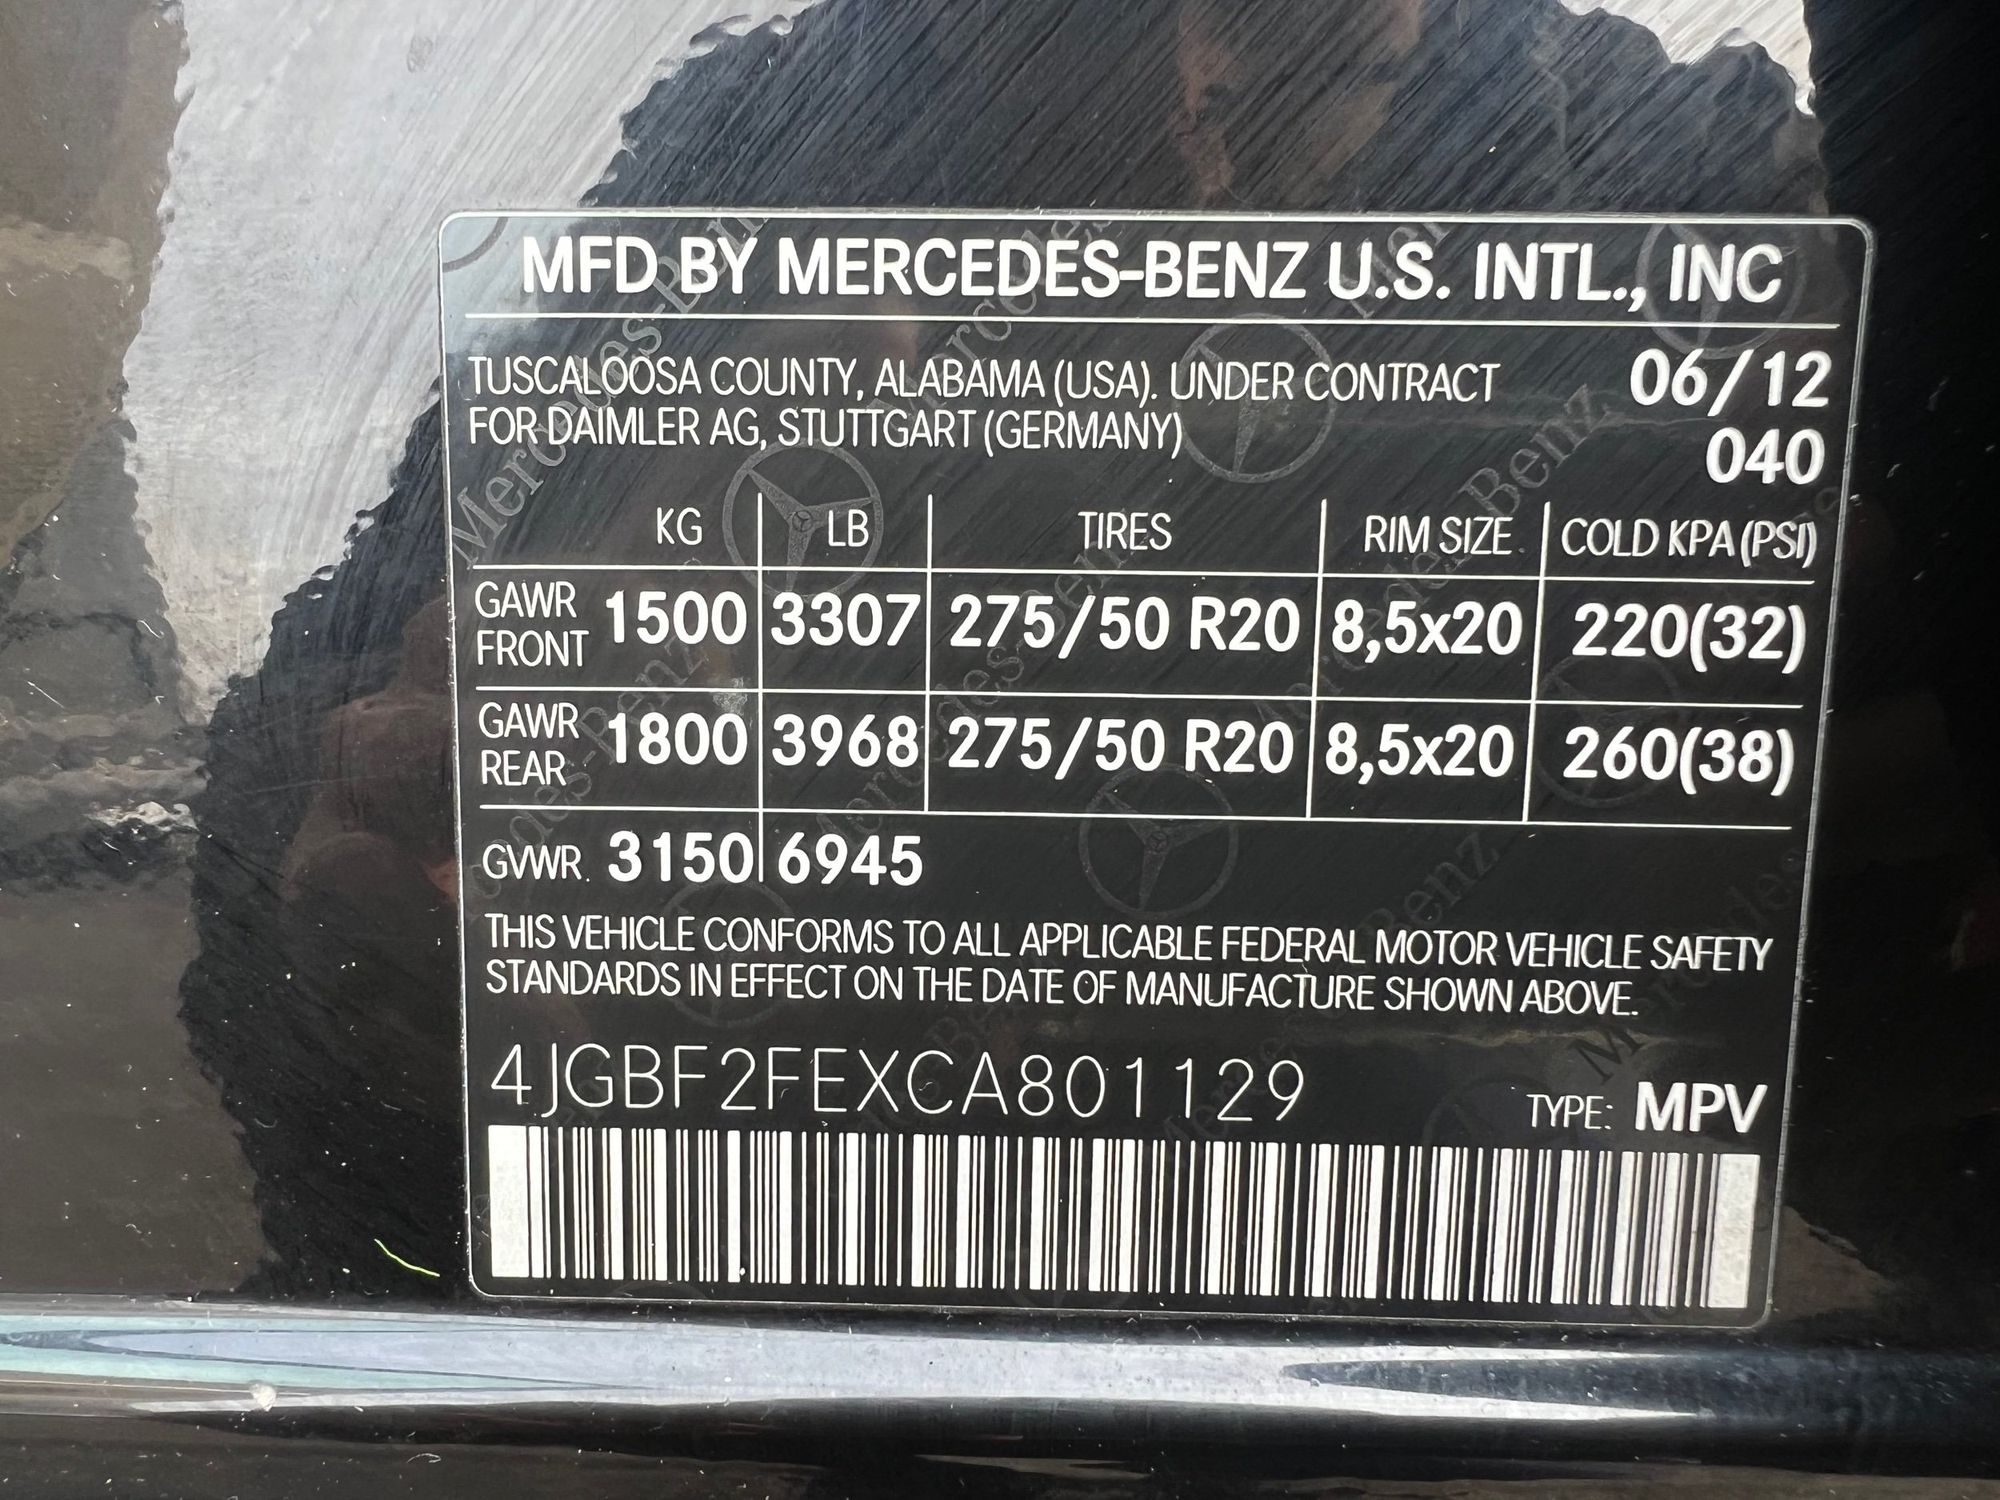 MFD BY MERCEDES-BENZ U.S. INTL., INC
TUSCALOOSA COUNTY, ALABAMA (USA). UNDER CONTRACT 06/12
FOR DAIMLER AG, STUTTGART (GERMANY)
040
KG LB TIRES RIM SIZE COLD KPA (PSI)
GAWR FRONT 1500 3307 275/50 R20 8,5x20 220(32)
GAWR REAR 1800 3968 275/50 R20 8,5x20 260(38)
GVWR 3150 6945
THIS VEHICLE CONFORMS TO ALL APPLICABLE FEDERAL MOTOR VEHICLE SAFETY
STANDARDS IN EFFECT ON THE DATE OF MANUFACTURE SHOWN ABOVE.
4JGBF2FEXCA801129
TYPE: MPV